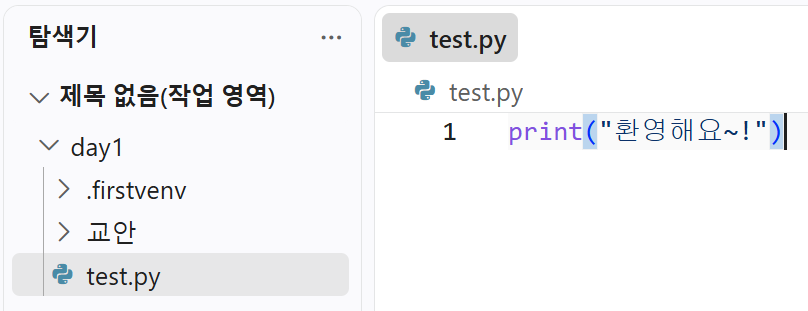 탐색기
···
제목 없음(작업 영역)
day1
.firstvenv
교안
test.py
test.py
test.py
1 print("환영해요~!")